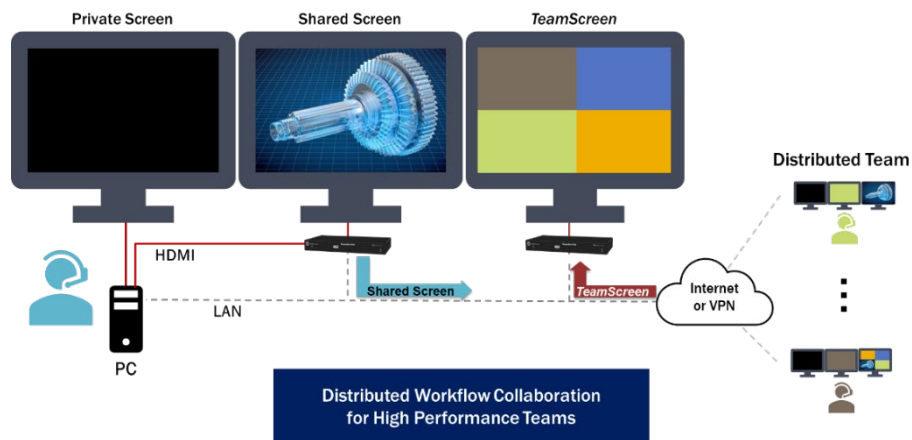 Private Screen
Shared Screen
TeamScreen
Distributed Team
HDMI
Shared Screen
TeamScreen
Internet
or VPN
LAN
PC
Distributed Workflow Collaboration
for High Performance Teams